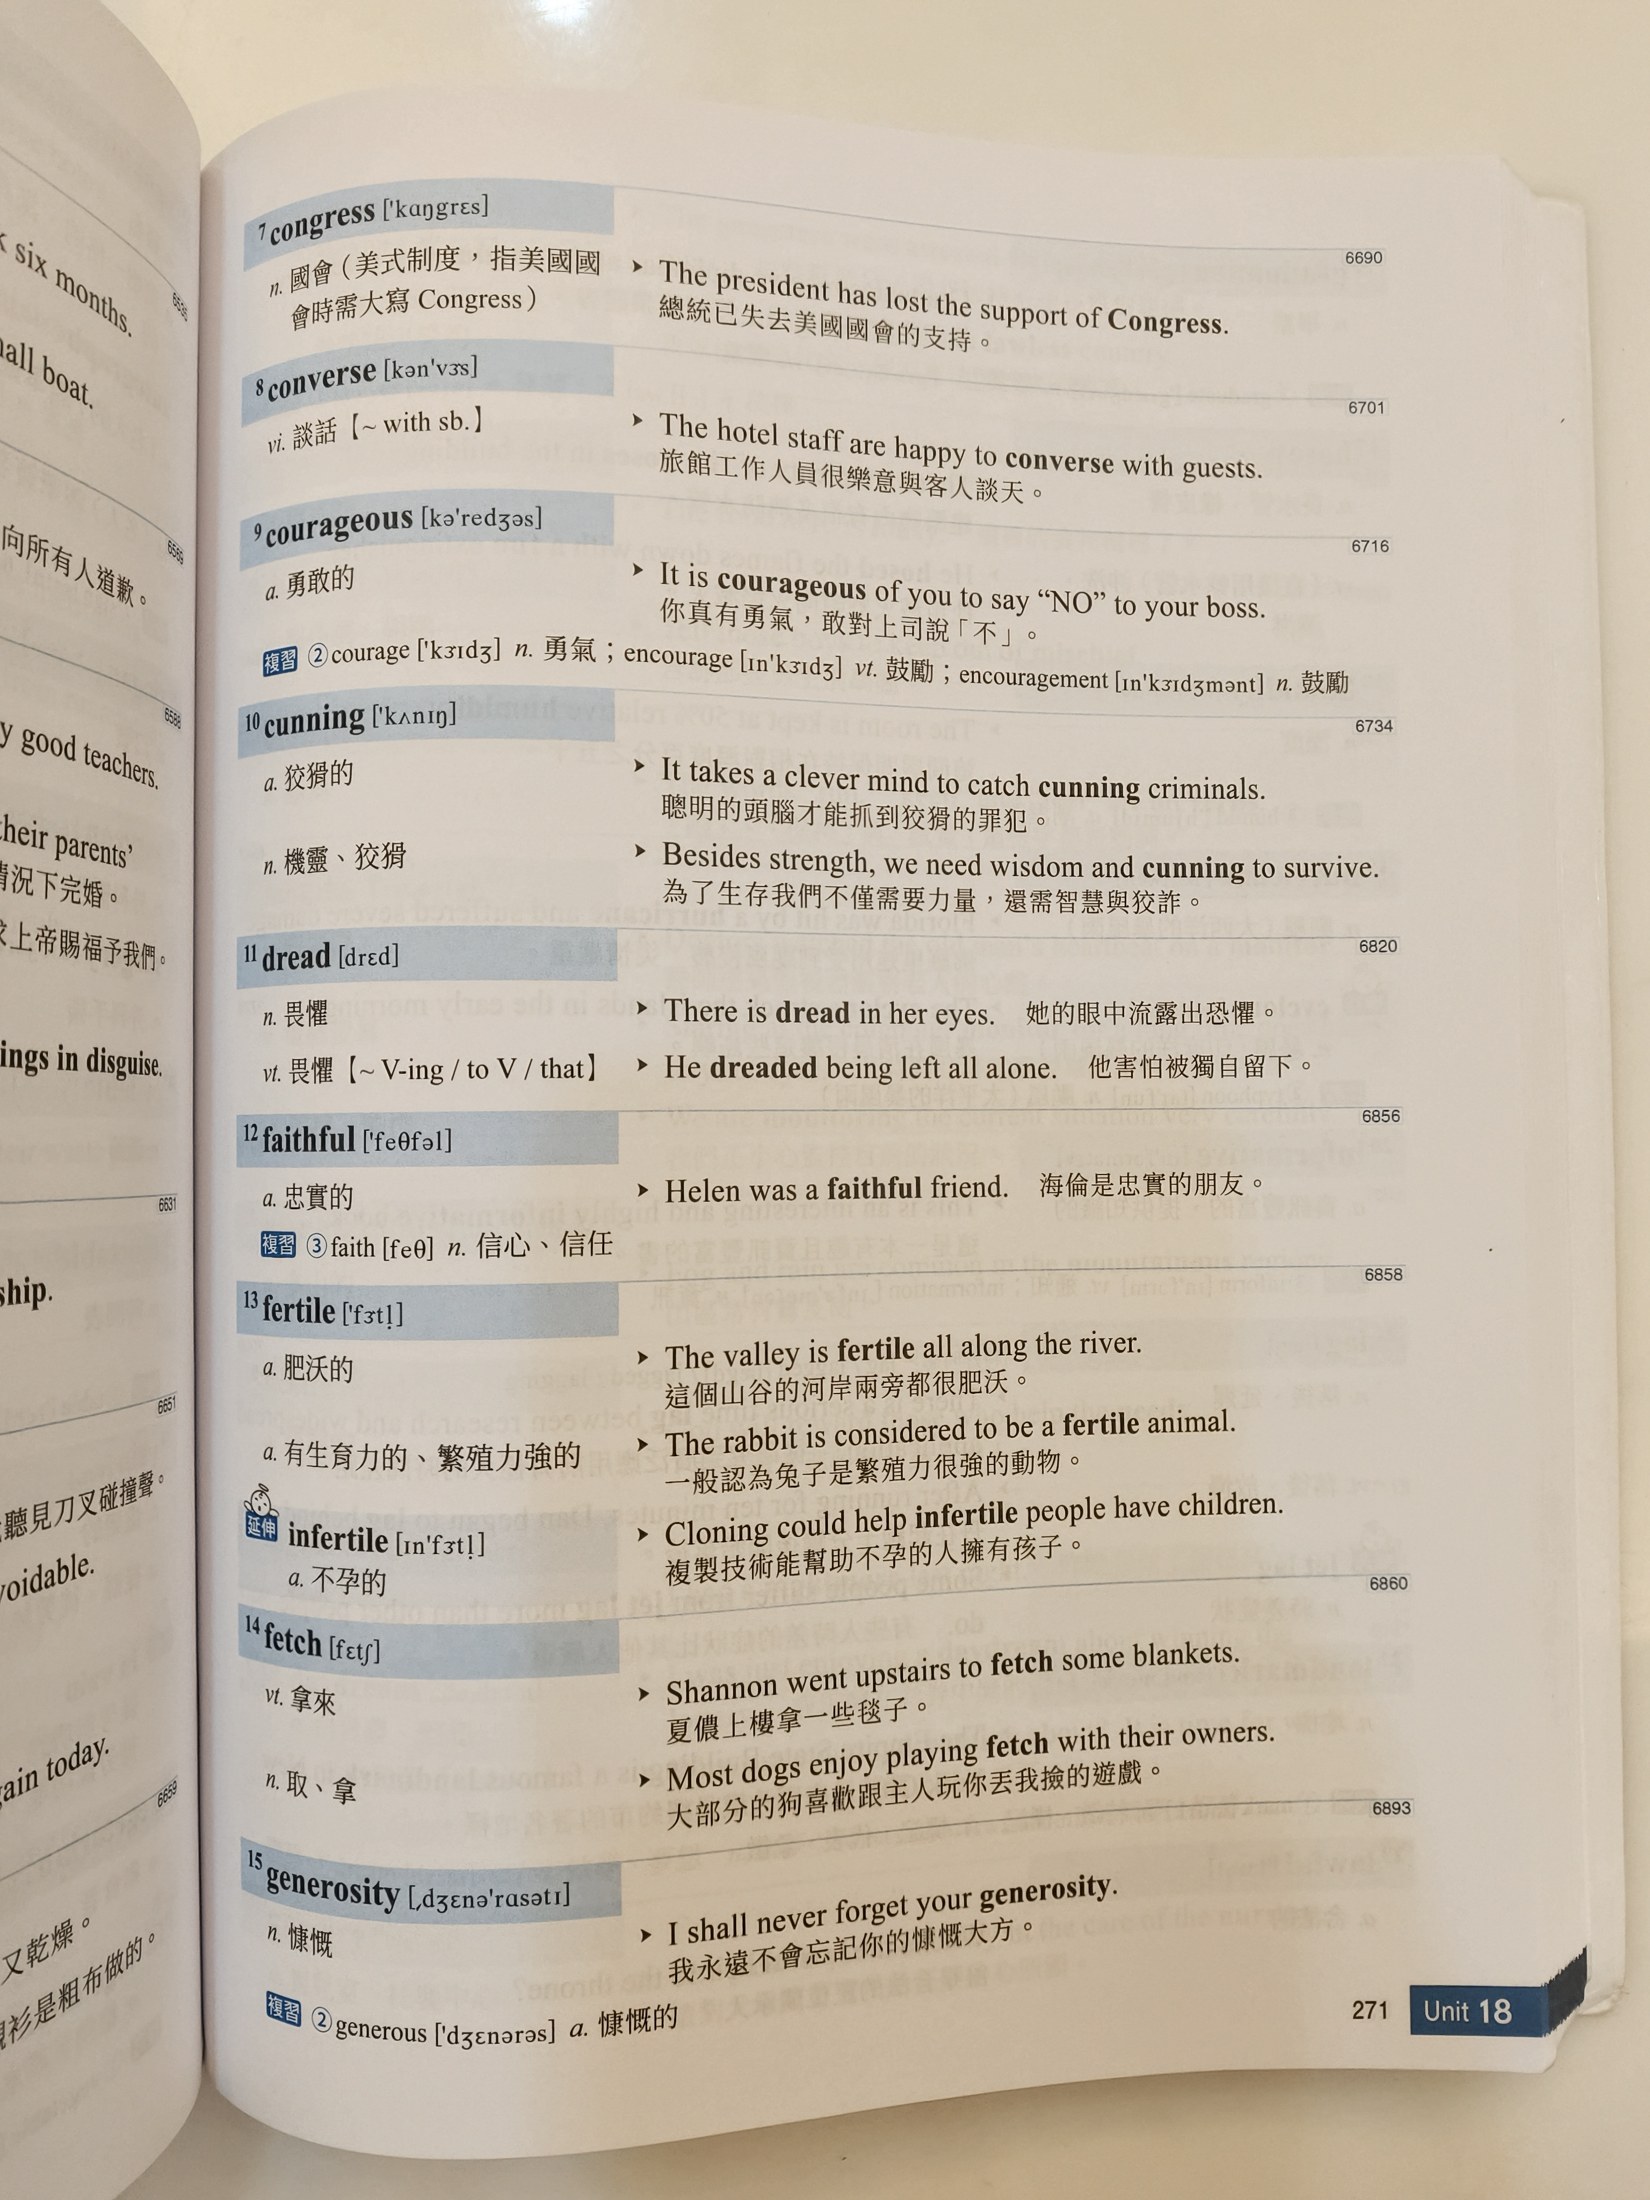 six months.
6535
boat.
向所有人道歉。
6569
6588
good teachers.
their parents’
情況下完婚。
上帝賜福予我們。
ings in disguise.
6631
ship.
6651
聽見刀叉碰撞聲。
voidable.
gain today.
6659
又乾燥。
衫是粗布做的。
7 congress [ˈkɑŋgrɛs]
6690
n. 國會（美式制度，指美國國
會時需大寫 Congress）
➤ The president has lost the support of Congress.
總統已失去美國國會的支持。
8 converse [kənˈvɝs]
6701
vi. 談話【~ with sb.】
➤ The hotel staff are happy to converse with guests.
旅館工作人員很樂意與客人談天。
9 courageous [kəˈredʒəs]
6716
a. 勇敢的
➤ It is courageous of you to say “NO” to your boss.
你真有勇氣，敢對上司說「不」。
複習 ②courage [ˈkɝɪdʒ] n. 勇氣；encourage [ɪnˈkɝɪdʒ] vt. 鼓勵；encouragement [ɪnˈkɝɪdʒmənt] n. 鼓勵
10 cunning [ˈkʌnɪŋ]
6734
a. 狡猾的
➤ It takes a clever mind to catch cunning criminals.
聰明的頭腦才能抓到狡猾的罪犯。
n. 機靈、狡猾
➤ Besides strength, we need wisdom and cunning to survive.
為了生存我們不僅需要力量，還需智慧與狡詐。
11 dread [drɛd]
6820
n. 畏懼
➤ There is dread in her eyes. 她的眼中流露出恐懼。
vt. 畏懼【~ V-ing / to V / that】
➤ He dreaded being left all alone. 他害怕被獨自留下。
12 faithful [ˈfeθfəl]
6856
a. 忠實的
➤ Helen was a faithful friend. 海倫是忠實的朋友。
複習 ③faith [feθ] n. 信心、信任
13 fertile [ˈfɝtl̩]
6858
a. 肥沃的
➤ The valley is fertile all along the river.
這個山谷的河岸兩旁都很肥沃。
a. 有生育力的、繁殖力強的
➤ The rabbit is considered to be a fertile animal.
一般認為兔子是繁殖力很強的動物。
延伸 infertile [ɪnˈfɝtl̩]
a. 不孕的
➤ Cloning could help infertile people have children.
複製技術能幫助不孕的人擁有孩子。
14 fetch [fɛtʃ]
6860
vt. 拿來
➤ Shannon went upstairs to fetch some blankets.
夏儂上樓拿一些毯子。
n. 取、拿
➤ Most dogs enjoy playing fetch with their owners.
大部分的狗喜歡跟主人玩你丟我撿的遊戲。
15 generosity [ˌdʒɛnəˈrɑsətɪ]
6893
n. 慷慨
➤ I shall never forget your generosity.
我永遠不會忘記你的慷慨大方。
複習 ②generous [ˈdʒɛnərəs] a. 慷慨的
271 Unit 18